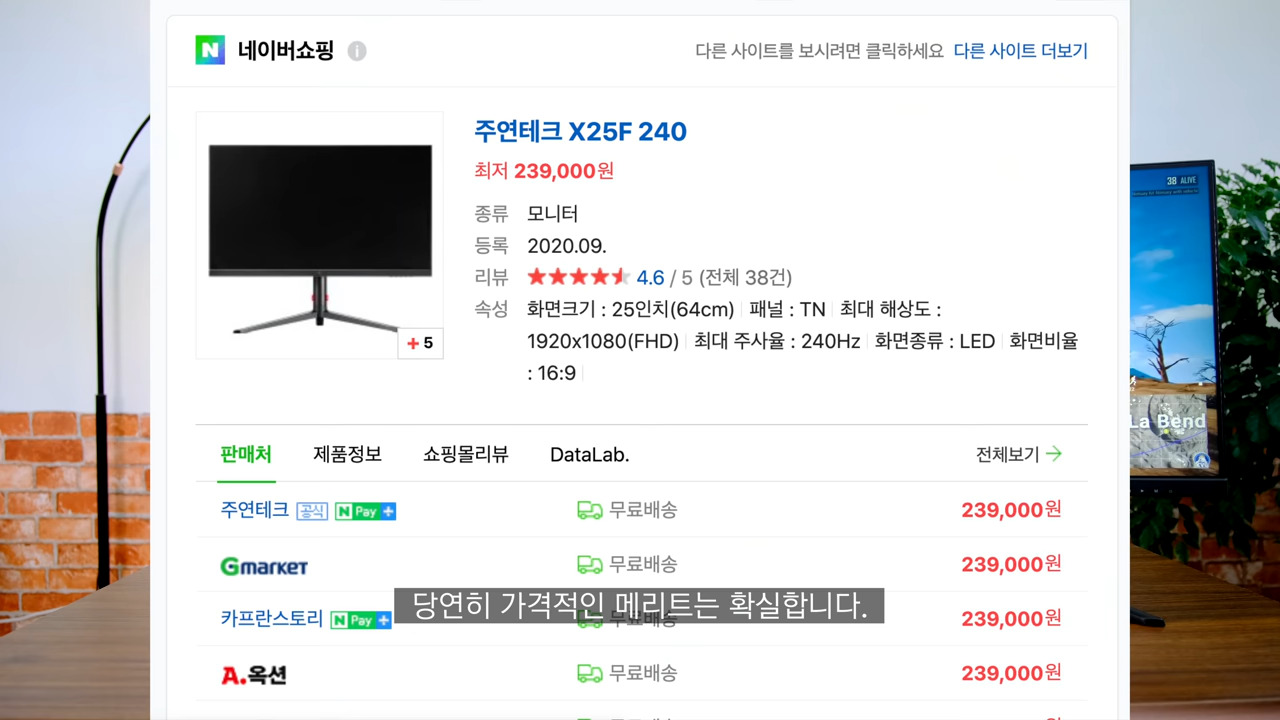 N 네이버쇼핑 i
다른 사이트를 보시려면 클릭하세요 다른 사이트 더보기
주연테크 X25F 240
최저 239,000원
종류 모니터
등록 2020.09.
리뷰 4.6 / 5 (전체 38건)
속성 화면크기 : 25인치(64cm) 패널 : TN 최대 해상도 :
1920x1080(FHD) 최대 주사율 : 240Hz 화면종류 : LED 화면비율
: 16:9
+ 5
38 ALIVE
La Bend
판매처 제품정보 쇼핑몰리뷰 DataLab. 전체보기
주연테크 공식 N Pay + 무료배송 239,000원
Gmarket 무료배송 239,000원
카프란스토리 N Pay + 무료배송 239,000원
당연히 가격적인 메리트는 확실합니다.
A.옥션 무료배송 239,000원